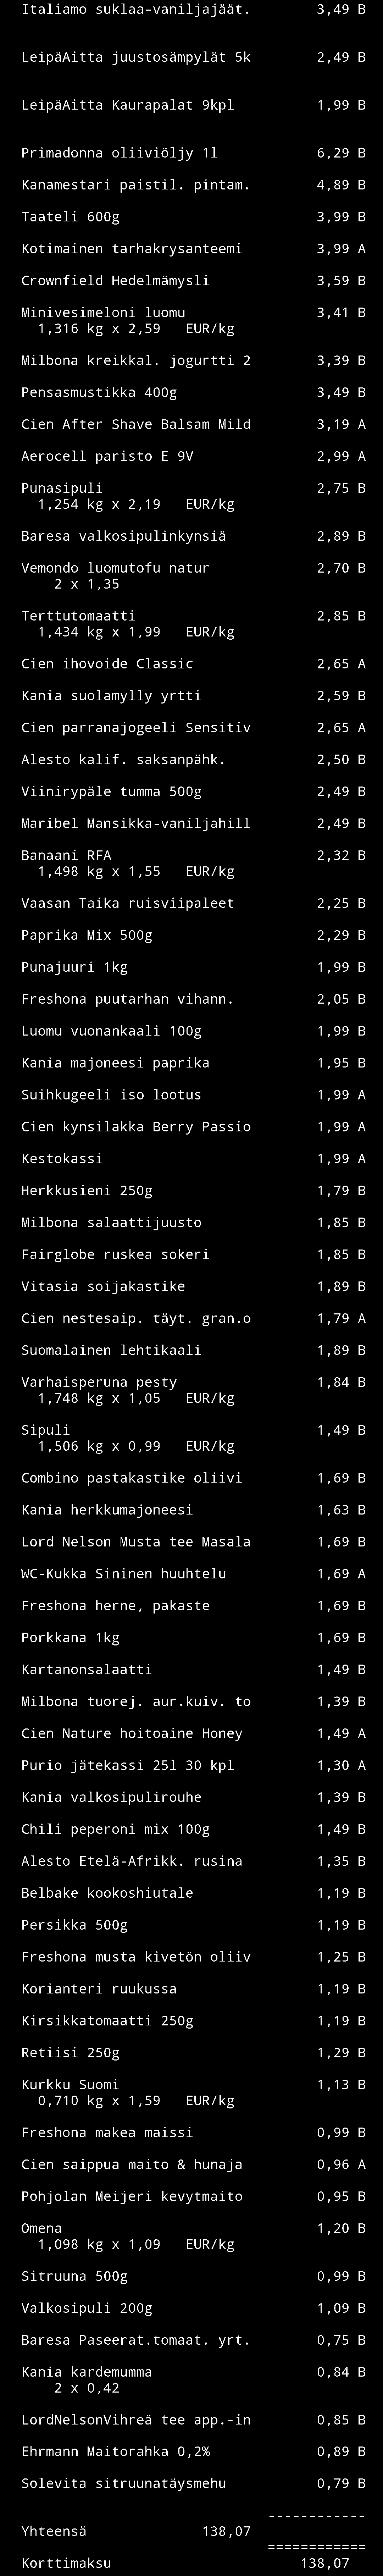 Italiamo suklaa-vaniljajäät. 3,49 B
LeipäAitta juustosämpylät 5k 2,49 B
LeipäAitta Kaurapalat 9kpl 1,99 B
Primadonna oliiviöljy 1l 6,29 B
Kanamestari paistil. pintam. 4,89 B
Taateli 600g 3,99 B
Kotimainen tarhakrysanteemi 3,99 A
Crownfield Hedelmämysli 3,59 B
Minivesimeloni luomu 3,41 B
1,316 kg x 2,59 EUR/kg
Milbona kreikkal. jogurtti 2 3,39 B
Pensasmustikka 400g 3,49 B
Cien After Shave Balsam Mild 3,19 A
Aerocell paristo E 9V 2,99 A
Punasipuli 2,75 B
1,254 kg x 2,19 EUR/kg
Baresa valkosipulinkynsiä 2,89 B
Vemondo luomutofu natur 2,70 B
2 x 1,35
Terttutomaatti 2,85 B
1,434 kg x 1,99 EUR/kg
Cien ihovoide Classic 2,65 A
Kania suolamylly yrtti 2,59 B
Cien parranajogeeli Sensitiv 2,65 A
Alesto kalif. saksanpähk. 2,50 B
Viinirypäle tumma 500g 2,49 B
Maribel Mansikka-vaniljahill 2,49 B
Banaani RFA 2,32 B
1,498 kg x 1,55 EUR/kg
Vaasan Taika ruisviipaleet 2,25 B
Paprika Mix 500g 2,29 B
Punajuuri 1kg 1,99 B
Freshona puutarhan vihann. 2,05 B
Luomu vuonankaali 100g 1,99 B
Kania majoneesi paprika 1,95 B
Suihkugeeli iso lootus 1,99 A
Cien kynsilakka Berry Passio 1,99 A
Kestokassi 1,99 A
Herkkusieni 250g 1,79 B
Milbona salaattijuusto 1,85 B
Fairglobe ruskea sokeri 1,85 B
Vitasia soijakastike 1,89 B
Cien nestesaip. täyt. gran.o 1,79 A
Suomalainen lehtikaali 1,89 B
Varhaisperuna pesty 1,84 B
1,748 kg x 1,05 EUR/kg
Sipuli 1,49 B
1,506 kg x 0,99 EUR/kg
Combino pastakastike oliivi 1,69 B
Kania herkkumajoneesi 1,63 B
Lord Nelson Musta tee Masala 1,69 B
WC-Kukka Sininen huuhtelu 1,69 A
Freshona herne, pakaste 1,69 B
Porkkana 1kg 1,69 B
Kartanonsalaatti 1,49 B
Milbona tuorej. aur.kuiv. to 1,39 B
Cien Nature hoitoaine Honey 1,49 A
Purio jätekassi 25l 30 kpl 1,30 A
Kania valkosipulirouhe 1,39 B
Chili peperoni mix 100g 1,49 B
Alesto Etelä-Afrikk. rusina 1,35 B
Belbake kookoshiutale 1,19 B
Persikka 500g 1,19 B
Freshona musta kivetön oliiv 1,25 B
Korianteri ruukussa 1,19 B
Kirsikkatomaatti 250g 1,19 B
Retiisi 250g 1,29 B
Kurkku Suomi 1,13 B
0,710 kg x 1,59 EUR/kg
Freshona makea maissi 0,99 B
Cien saippua maito & hunaja 0,96 A
Pohjolan Meijeri kevytmaito 0,95 B
Omena 1,20 B
1,098 kg x 1,09 EUR/kg
Sitruuna 500g 0,99 B
Valkosipuli 200g 1,09 B
Baresa Paseerat.tomaat. yrt. 0,75 B
Kania kardemumma 0,84 B
2 x 0,42
LordNelsonVihreä tee app.-in 0,85 B
Ehrmann Maitorahka 0,2% 0,89 B
Solevita sitruunatäysmehu 0,79 B
------------
Yhteensä 138,07
============
Korttimaksu 138,07